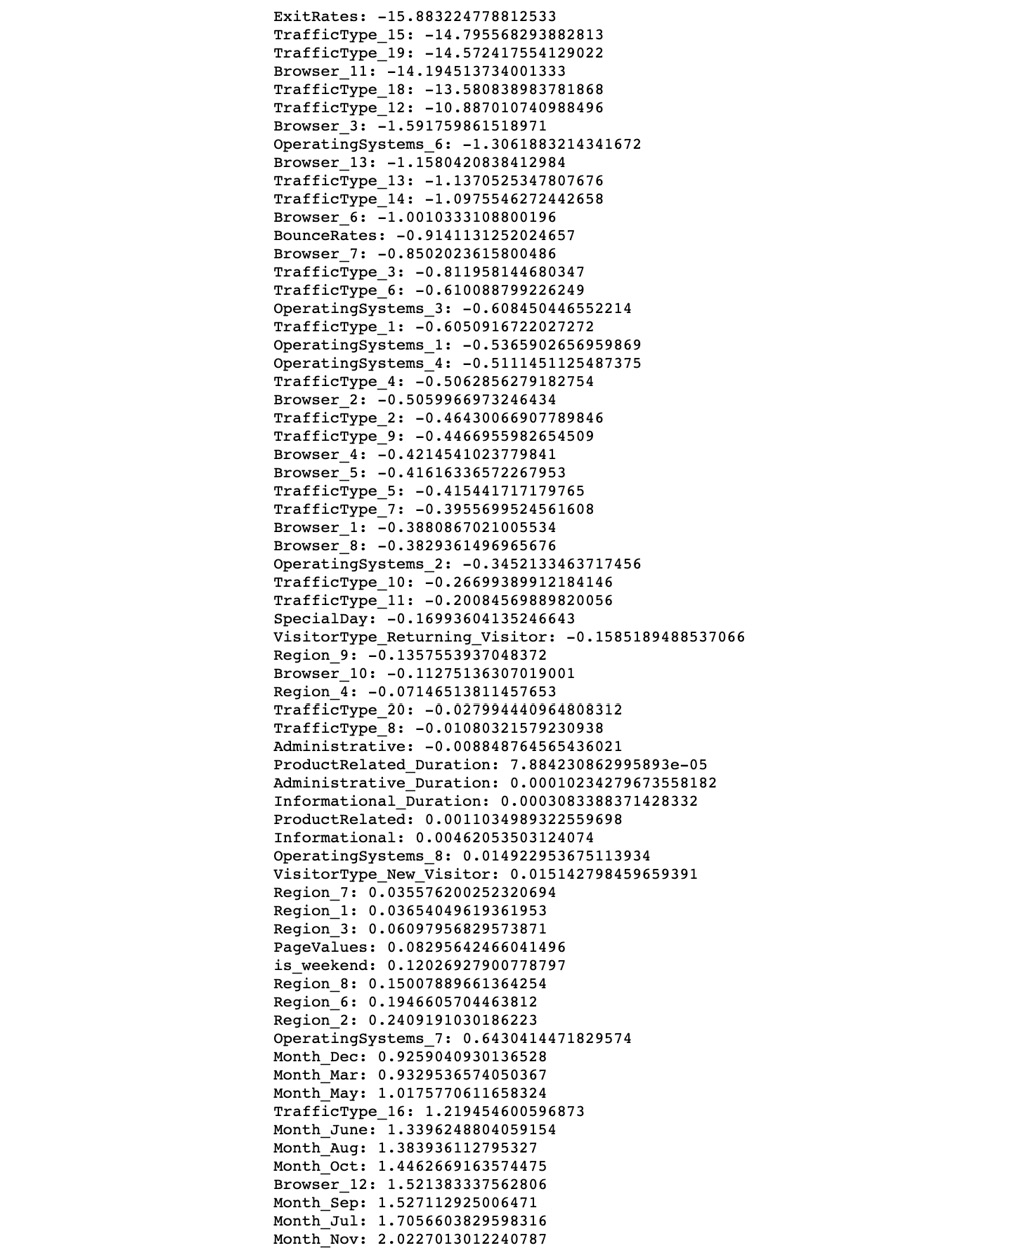 ExitRates: -15.883224778812533
TrafficType_15: -14.795568293882813
TrafficType_19: -14.572417554129022
Browser_11: -14.194513734001333
TrafficType_18: -13.580838983781868
TrafficType_12: -10.887010740988496
Browser_3: -1.591759861518971
OperatingSystems_6: -1.3061883214341672
Browser_13: -1.1580420838412984
TrafficType_13: -1.1370525347807676
TrafficType_14: -1.0975546272442658
Browser_6: -1.0010333108800196
BounceRates: -0.9141131252024657
Browser_7: -0.8502023615800486
TrafficType_3: -0.811958144680347
TrafficType_6: -0.610088799226249
OperatingSystems_3: -0.608450446552214
TrafficType_1: -0.6050916722027272
OperatingSystems_1: -0.5365902656959869
OperatingSystems_4: -0.5111451125487375
TrafficType_4: -0.5062856279182754
Browser_2: -0.5059966973246434
TrafficType_2: -0.46430066907789846
TrafficType_9: -0.4466955982654509
Browser_4: -0.4214541023779841
Browser_5: -0.41616336572267953
TrafficType_5: -0.415441717179765
TrafficType_7: -0.3955699524561608
Browser_1: -0.3880867021005534
Browser_8: -0.3829361496965676
OperatingSystems_2: -0.3452133463717456
TrafficType_10: -0.26699389912184146
TrafficType_11: -0.20084569889820056
SpecialDay: -0.16993604135246643
VisitorType_Returning_Visitor: -0.1585189488537066
Region_9: -0.1357553937048372
Browser_10: -0.11275136307019001
Region_4: -0.07146513811457653
TrafficType_20: -0.027994440964808312
TrafficType_8: -0.01080321579230938
Administrative: -0.008848764565436021
ProductRelated_Duration: 7.884230862995893e-05
Administrative_Duration: 0.00010234279673558182
Informational_Duration: 0.0003083388371428332
ProductRelated: 0.0011034989322559698
Informational: 0.00462053503124074
OperatingSystems_8: 0.014922953675113934
VisitorType_New_Visitor: 0.015142798459659391
Region_7: 0.035576200252320694
Region_1: 0.03654049619361953
Region_3: 0.06097956829573871
PageValues: 0.08295642466041496
is_weekend: 0.12026927900778797
Region_8: 0.15007889661364254
Region_6: 0.1946605704463812
Region_2: 0.2409191030186223
OperatingSystems_7: 0.6430414471829574
Month_Dec: 0.9259040930136528
Month_Mar: 0.9329536574050367
Month_May: 1.0175770611658324
TrafficType_16: 1.219454600596873
Month_June: 1.3396248804059154
Month_Aug: 1.383936112795327
Month_Oct: 1.4462669163574475
Browser_12: 1.521383337562806
Month_Sep: 1.527112925006471
Month_Jul: 1.7056603829598316
Month_Nov: 2.0227013012240787